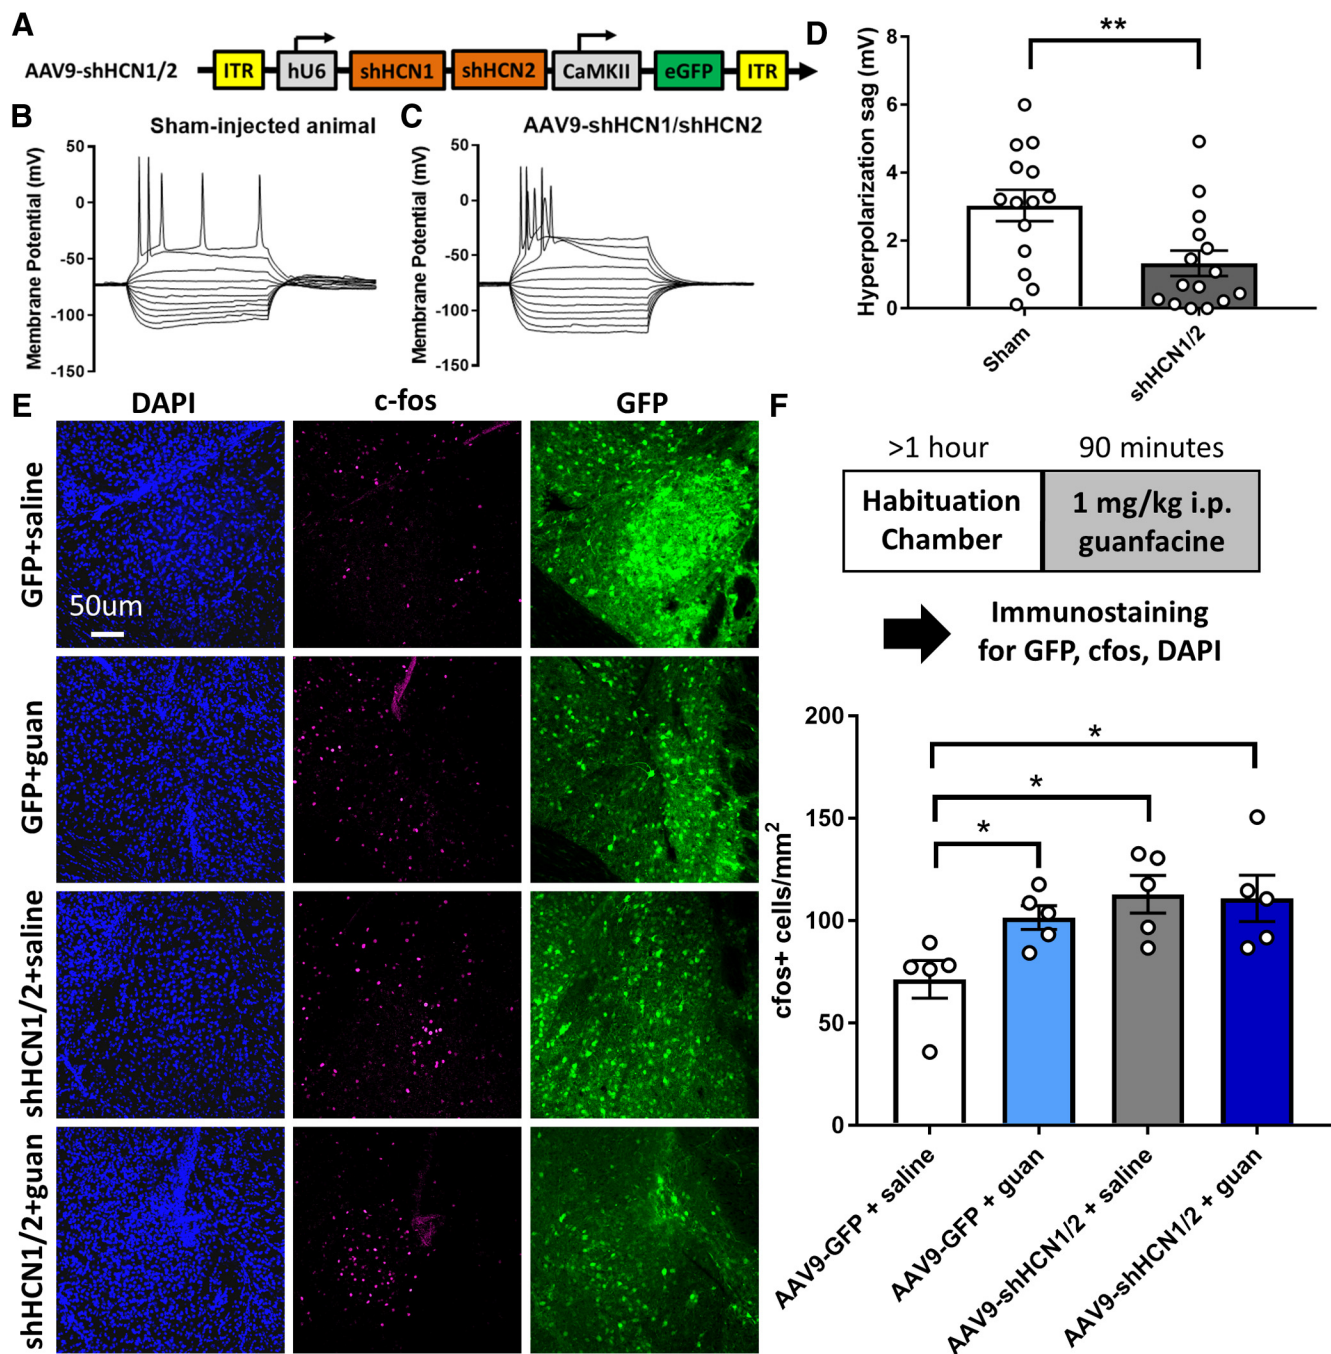 A
AAV9-shHCN1/2
ITR
hU6
shHCN1
shHCN2
CaMKII
eGFP
ITR
B
Sham-injected animal
Membrane Potential (mV)
50
0
-50
-100
-150
C
AAV9-shHCN1/shHCN2
Membrane Potential (mV)
50
0
-50
-100
-150
D
Hyperpolarization sag (mV)
8
6
4
2
0
**
Sham
shHCN1/2
E
DAPI
c-fos
GFP
GFP+saline
50um
GFP+guan
shHCN1/2+saline
shHCN1/2+guan
F
>1 hour
90 minutes
Habituation
Chamber
1 mg/kg i.p.
guanfacine
Immunostaining
for GFP, cfos, DAPI
cfos+ cells/mm²
200
150
100
50
0
*
*
*
AAV9-GFP + saline
AAV9-GFP + guan
AAV9-shHCN1/2 + saline
AAV9-shHCN1/2 + guan